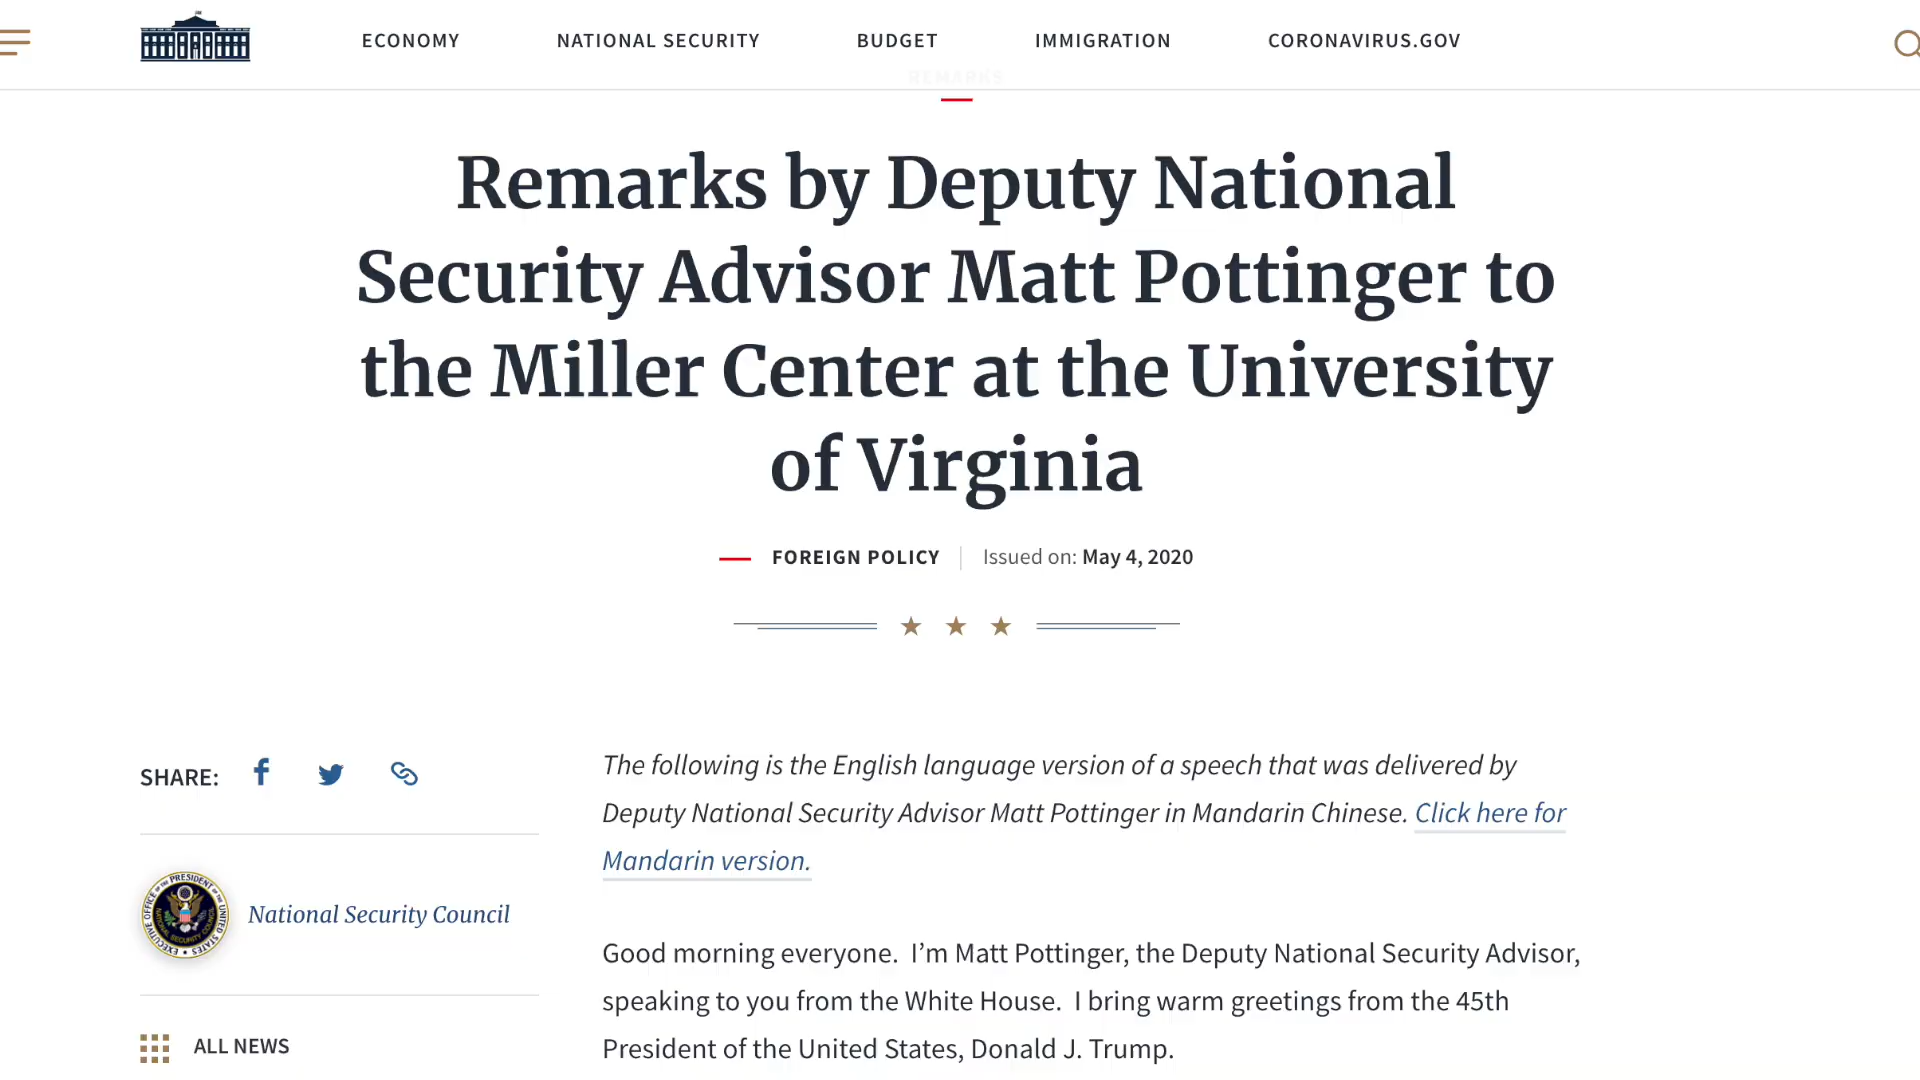 ECONOMY NATIONAL SECURITY BUDGET IMMIGRATION CORONAVIRUS.GOV
REMARKS
Remarks by Deputy National
Security Advisor Matt Pottinger to
the Miller Center at the University
of Virginia
FOREIGN POLICY Issued on: May 4, 2020
SHARE:
National Security Council
ALL NEWS
The following is the English language version of a speech that was delivered by
Deputy National Security Advisor Matt Pottinger in Mandarin Chinese. Click here for
Mandarin version.
Good morning everyone. I’m Matt Pottinger, the Deputy National Security Advisor,
speaking to you from the White House. I bring warm greetings from the 45th
President of the United States, Donald J. Trump.